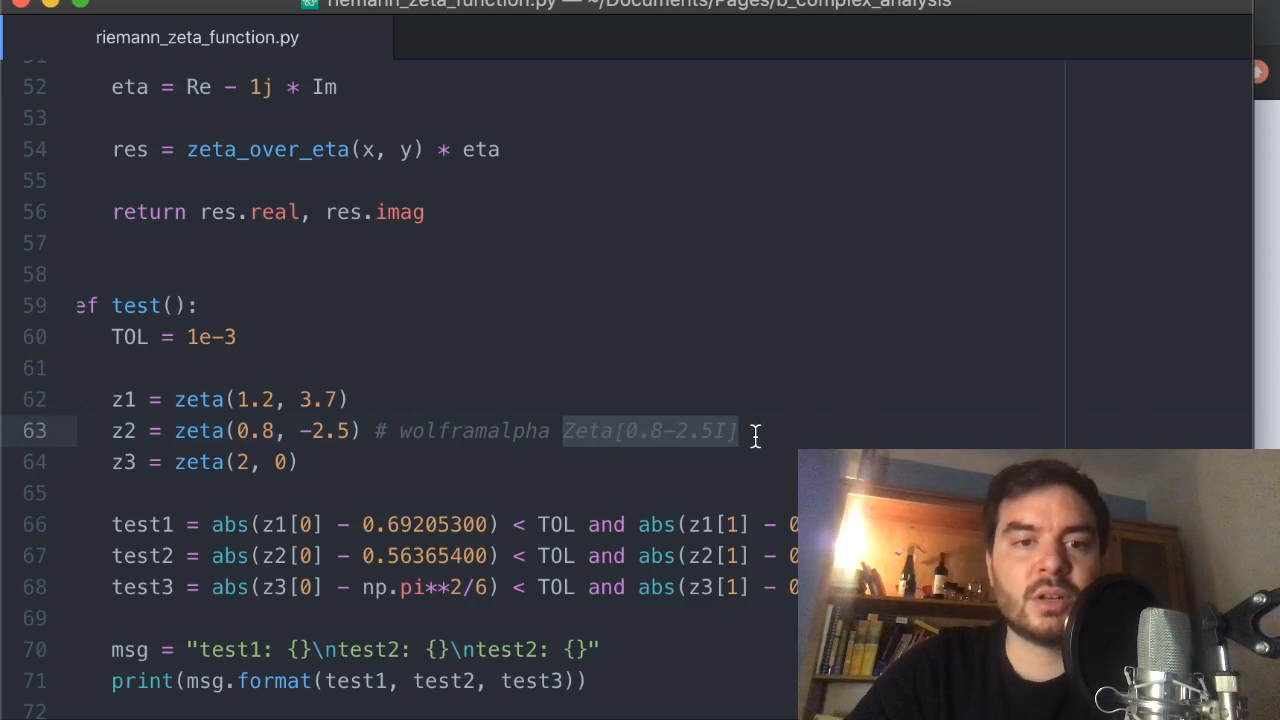 riemann_zeta_function.py — ~/Documents/Pages/b_complex_analysis
riemann_zeta_function.py
51
52 eta = Re - 1j * Im
53
54 res = zeta_over_eta(x, y) * eta
55
56 return res.real, res.imag
57
58
59 ef test():
60 TOL = 1e-3
61
62 z1 = zeta(1.2, 3.7)
63 z2 = zeta(0.8, -2.5) # wolframalpha Zeta[0.8-2.5I]
64 z3 = zeta(2, 0)
65
66 test1 = abs(z1[0] - 0.69205300) < TOL and abs(z1[1] - 0
67 test2 = abs(z2[0] - 0.56365400) < TOL and abs(z2[1] - 0
68 test3 = abs(z3[0] - np.pi**2/6) < TOL and abs(z3[1] - 0
69
70 msg = "test1: {}\ntest2: {}\ntest2: {}"
71 print(msg.format(test1, test2, test3))
72